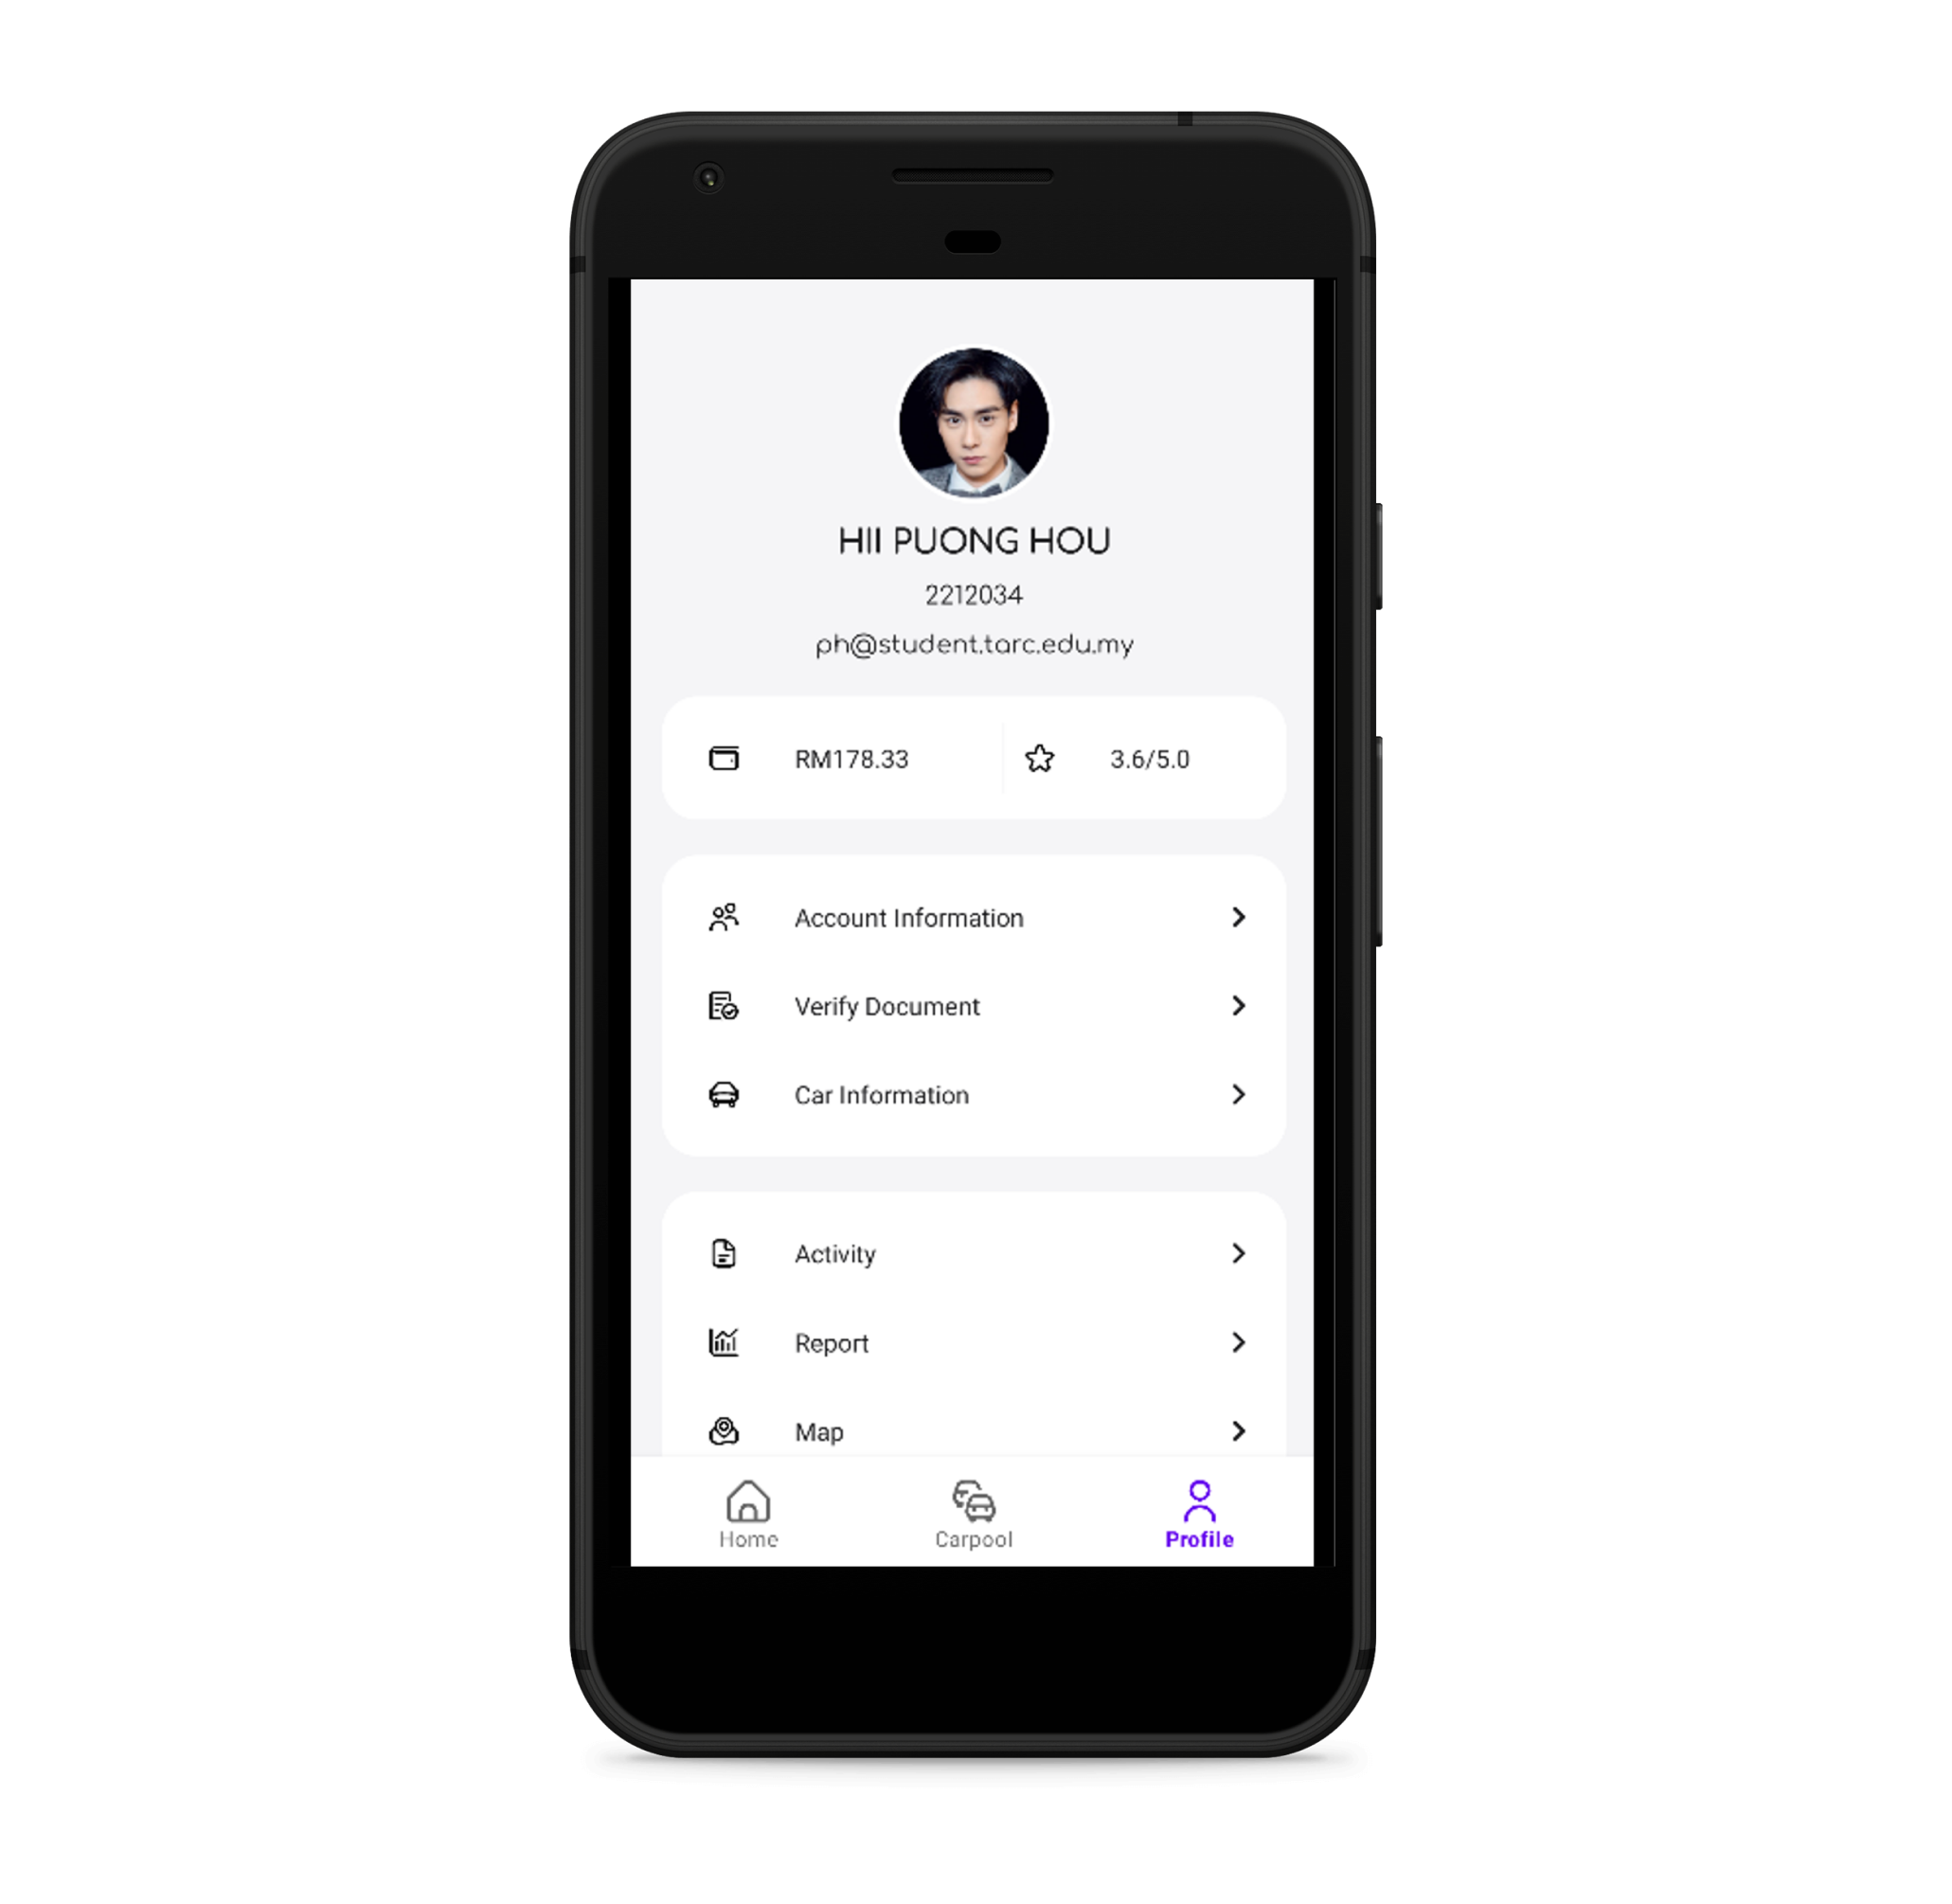 HII PUONG HOU
2212034
ph@student.tarc.edu.my
RM178.33 3.6/5.0
Account Information
Verify Document
Car Information
Activity
Report
Map
Home Carpool Profile